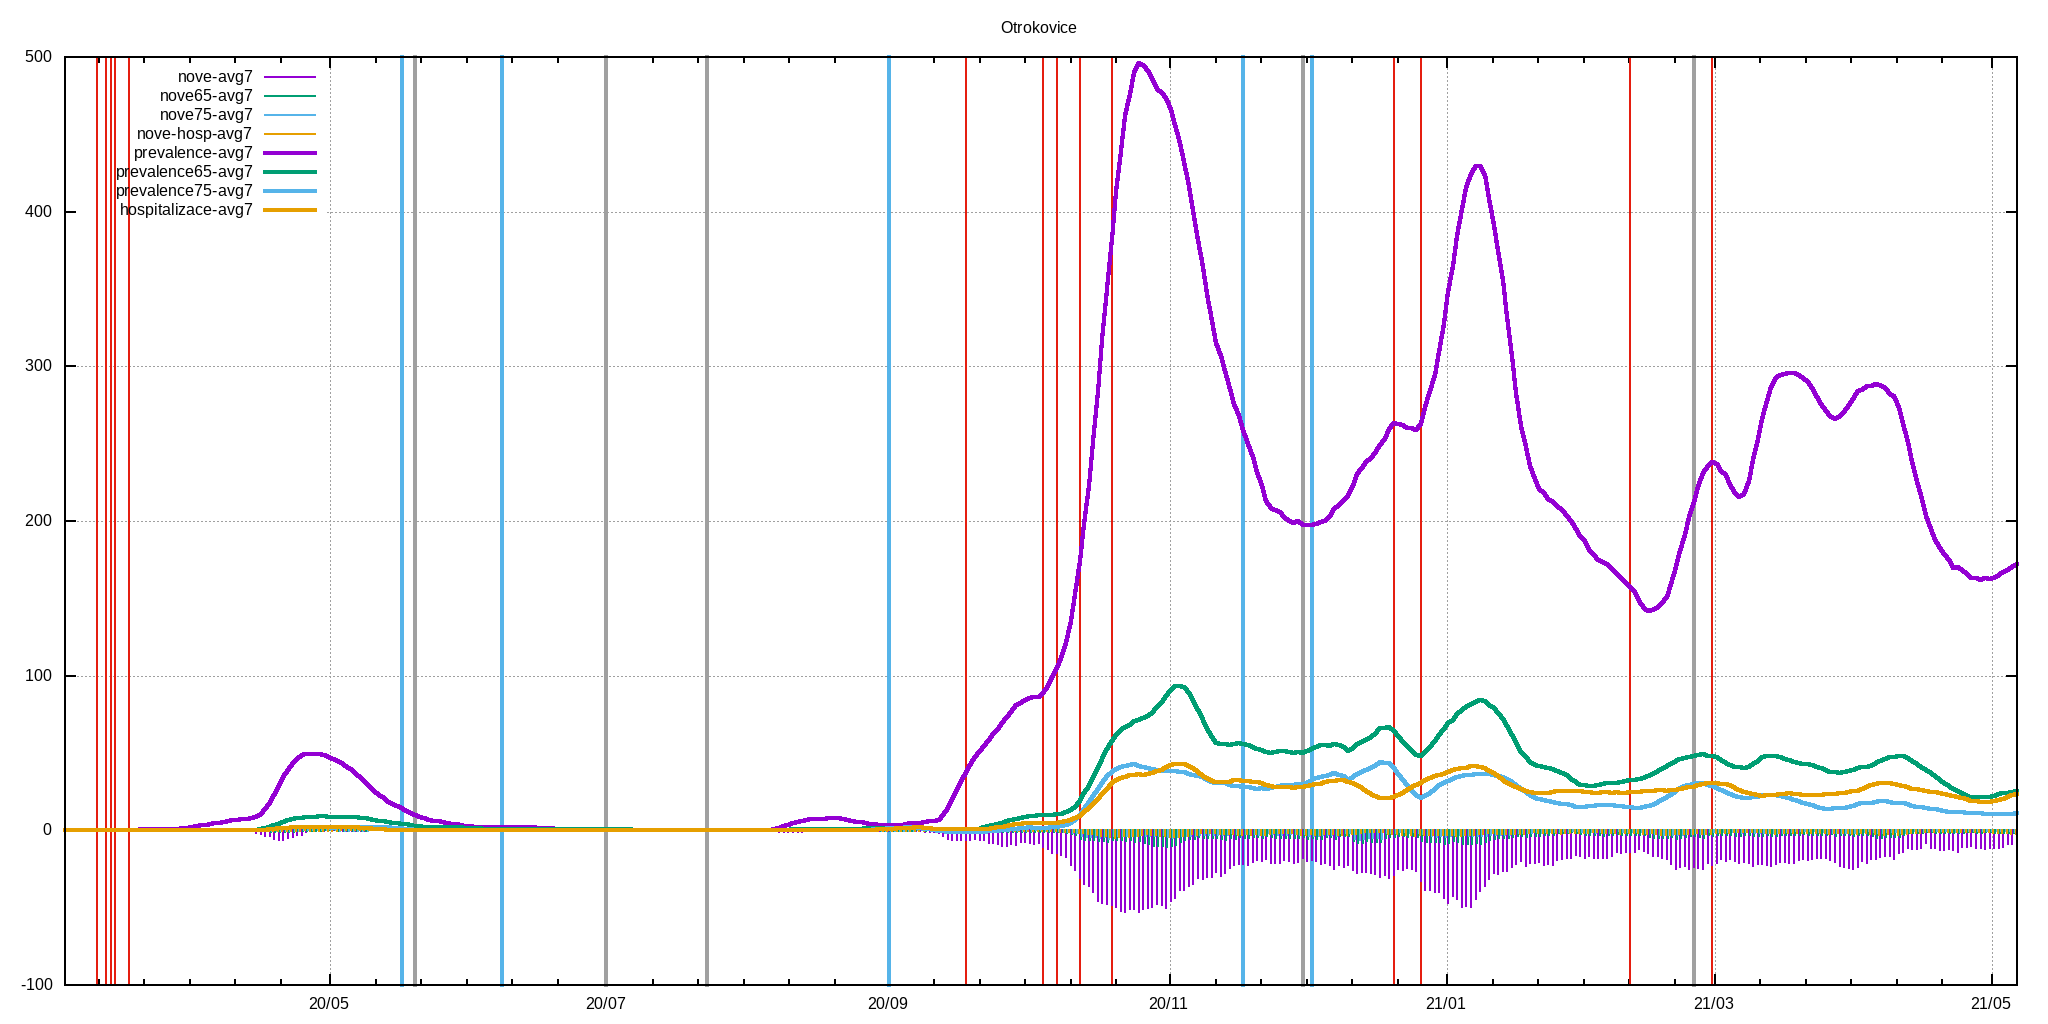 Otrokovice
500
400
300
200
100
0
-100
nove-avg7
nove65-avg7
nove75-avg7
nove-hosp-avg7
prevalence-avg7
prevalence65-avg7
prevalence75-avg7
hospitalizace-avg7
20/05 20/07 20/09 20/11 21/01 21/03 21/05